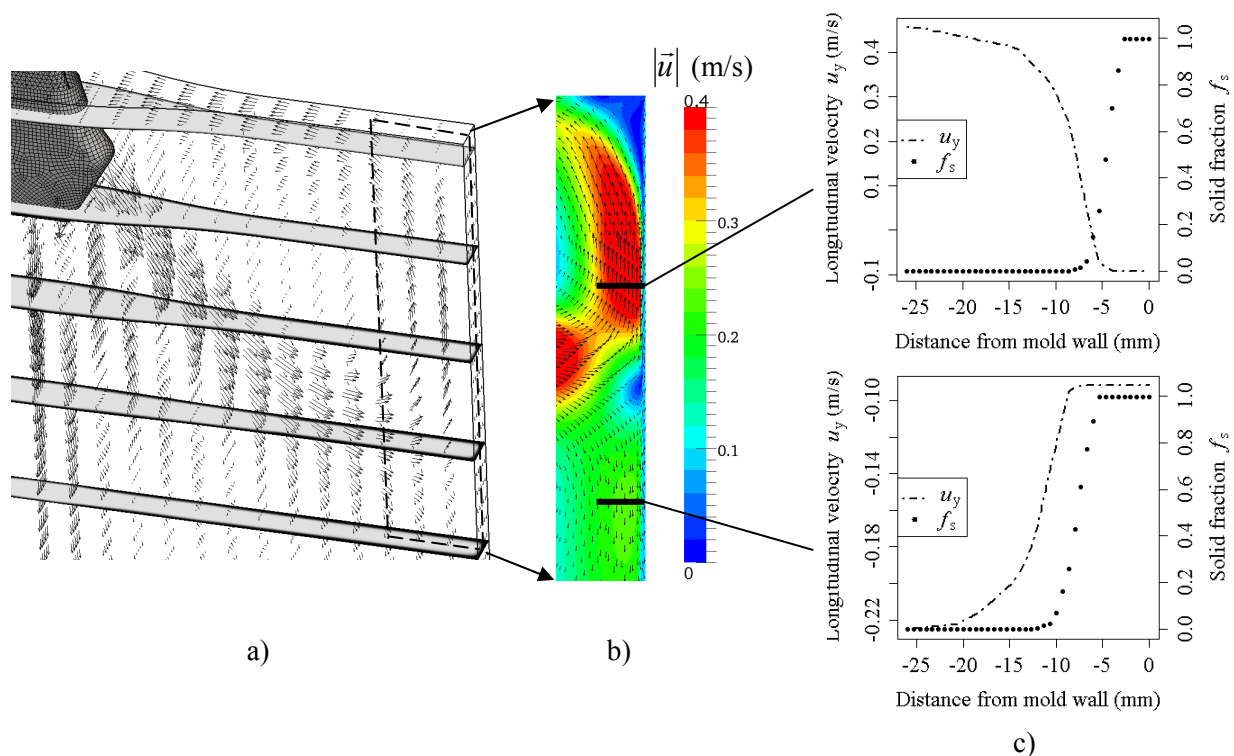 |u⃗| (m/s)
0.4
0.3
0.2
0.1
0
a)
b)
Longitudinal velocity u_y (m/s)
0.4
0.3
0.1
-0.1
u_y
f_s
1.0
0.8
0.6
0.4
0.2
0.0
Solid fraction f_s
-25 -20 -15 -10 -5 0
Distance from mold wall (mm)
Longitudinal velocity u_y (m/s)
-0.10
-0.14
-0.18
-0.22
u_y
f_s
1.0
0.8
0.6
0.4
0.2
0.0
Solid fraction f_s
-25 -20 -15 -10 -5 0
Distance from mold wall (mm)
c)